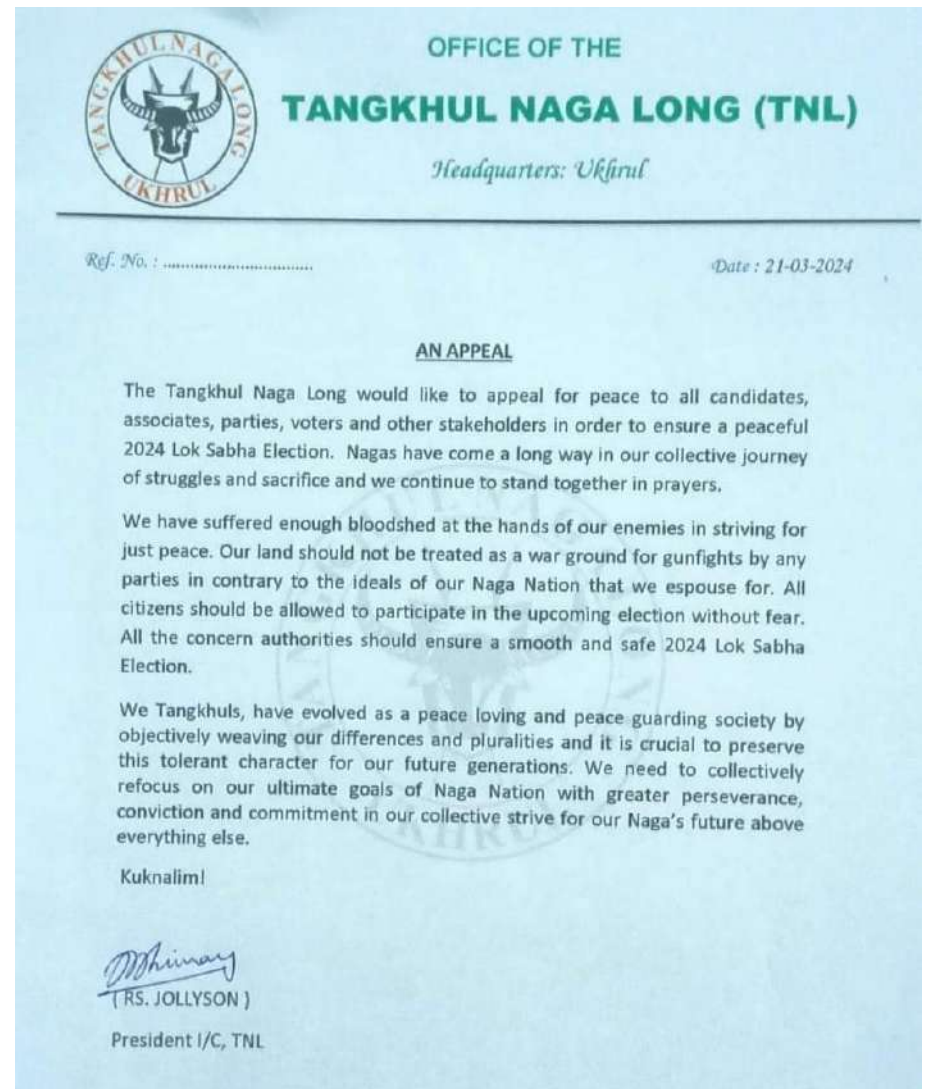 TANGKHUL NAGA LONG
UKHRUL
OFFICE OF THE
TANGKHUL NAGA LONG (TNL)
Headquarters: Ukhrul
Ref. No. : ....................................
Date : 21-03-2024
AN APPEAL
The Tangkhul Naga Long would like to appeal for peace to all candidates,
associates, parties, voters and other stakeholders in order to ensure a peaceful
2024 Lok Sabha Election. Nagas have come a long way in our collective journey
of struggles and sacrifice and we continue to stand together in prayers.
We have suffered enough bloodshed at the hands of our enemies in striving for
just peace. Our land should not be treated as a war ground for gunfights by any
parties in contrary to the ideals of our Naga Nation that we espouse for. All
citizens should be allowed to participate in the upcoming election without fear.
All the concern authorities should ensure a smooth and safe 2024 Lok Sabha
Election.
We Tangkhuls, have evolved as a peace loving and peace guarding society by
objectively weaving our differences and pluralities and it is crucial to preserve
this tolerant character for our future generations. We need to collectively
refocus on our ultimate goals of Naga Nation with greater perseverance,
conviction and commitment in our collective strive for our Naga's future above
everything else.
Kuknalim!
( RS. JOLLYSON )
President I/C, TNL